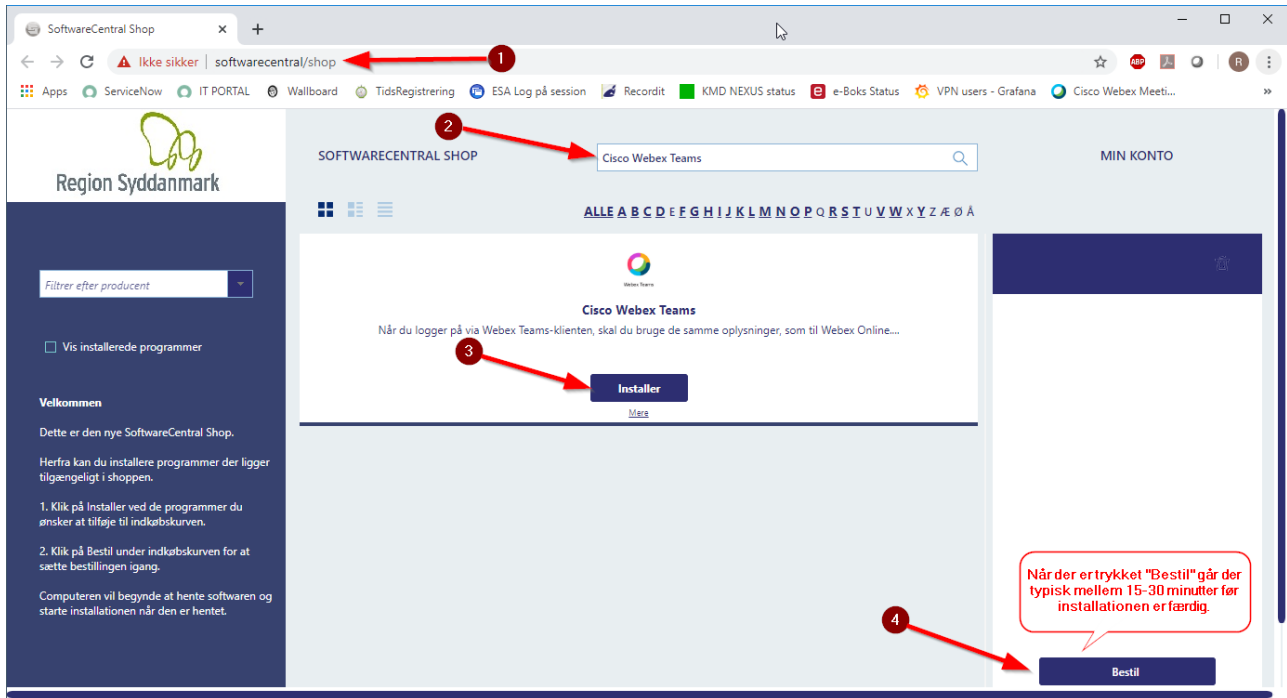 SoftwareCentral Shop
Ikke sikker | softwarecentral/shop
1
ABP
R
Apps ServiceNow IT PORTAL Wallboard TidsRegistrering ESA Log på session Recordit KMD NEXUS status e-Boks Status VPN users - Grafana Cisco Webex Meeti... »
Region Syddanmark
SOFTWARECENTRAL SHOP
2
Cisco Webex Teams
MIN KONTO
ALLE A B C D E F G H I J K L M N O P Q R S T U V W X Y Z Æ Ø Å
Filtrer efter producent
Vis installerede programmer
Velkommen
Dette er den nye SoftwareCentral Shop.
Herfra kan du installere programmer der ligger
tilgængeligt i shoppen.
1. Klik på Installer ved de programmer du
ønsker at tilføje til indkøbskurven.
2. Klik på Bestil under indkøbskurven for at
sætte bestillingen igang.
Computeren vil begynde at hente softwaren og
starte installationen når den er hentet.
Webex Teams
Cisco Webex Teams
Når du logger på via Webex Teams-klienten, skal du bruge de samme oplysninger, som til Webex Online....
3
Installer
Mere
Når der er trykket "Bestil" går der
typisk mellem 15-30 minutter før
installationen er færdig.
4
Bestil